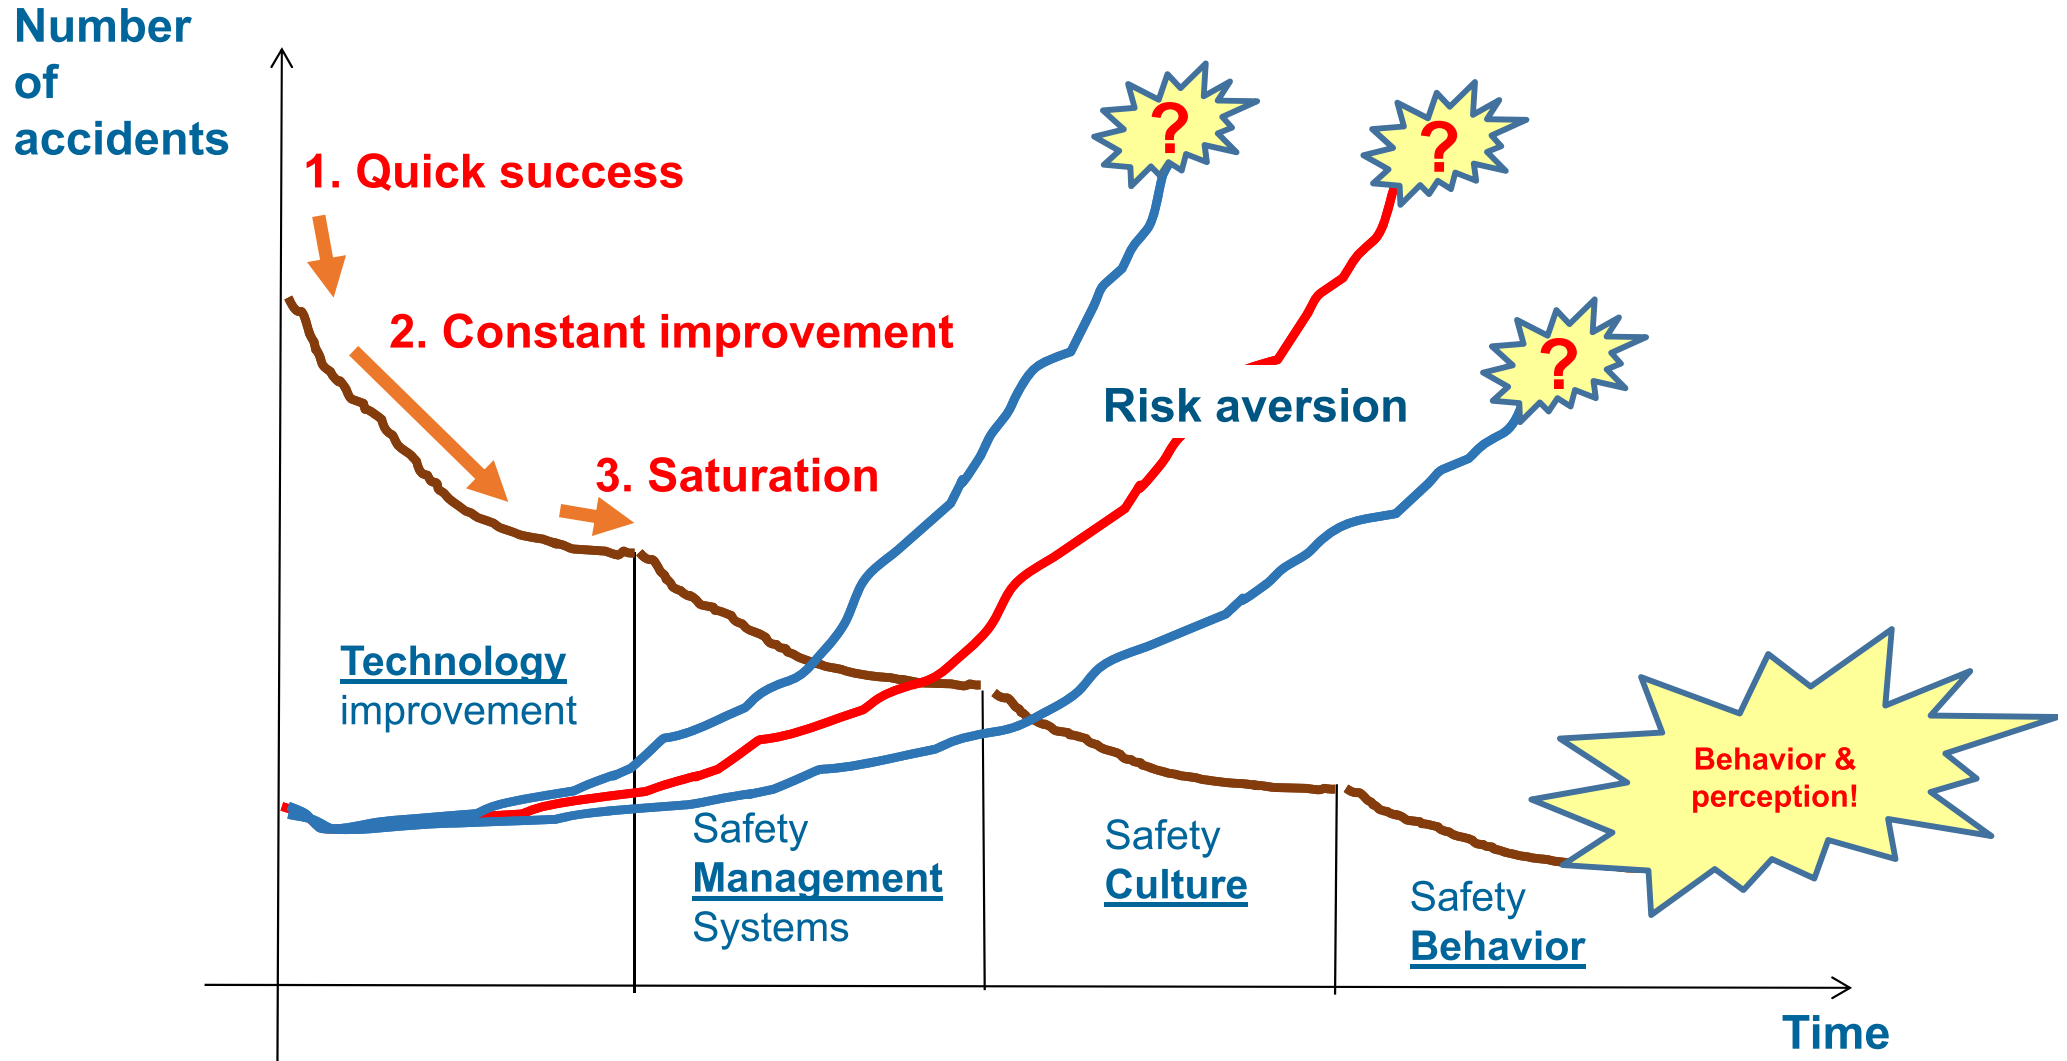 Number
of
accidents
1. Quick success
2. Constant improvement
3. Saturation
?
?
?
Risk aversion
Technology
improvement
Safety
Management
Systems
Safety
Culture
Safety
Behavior
Behavior &
perception!
Time